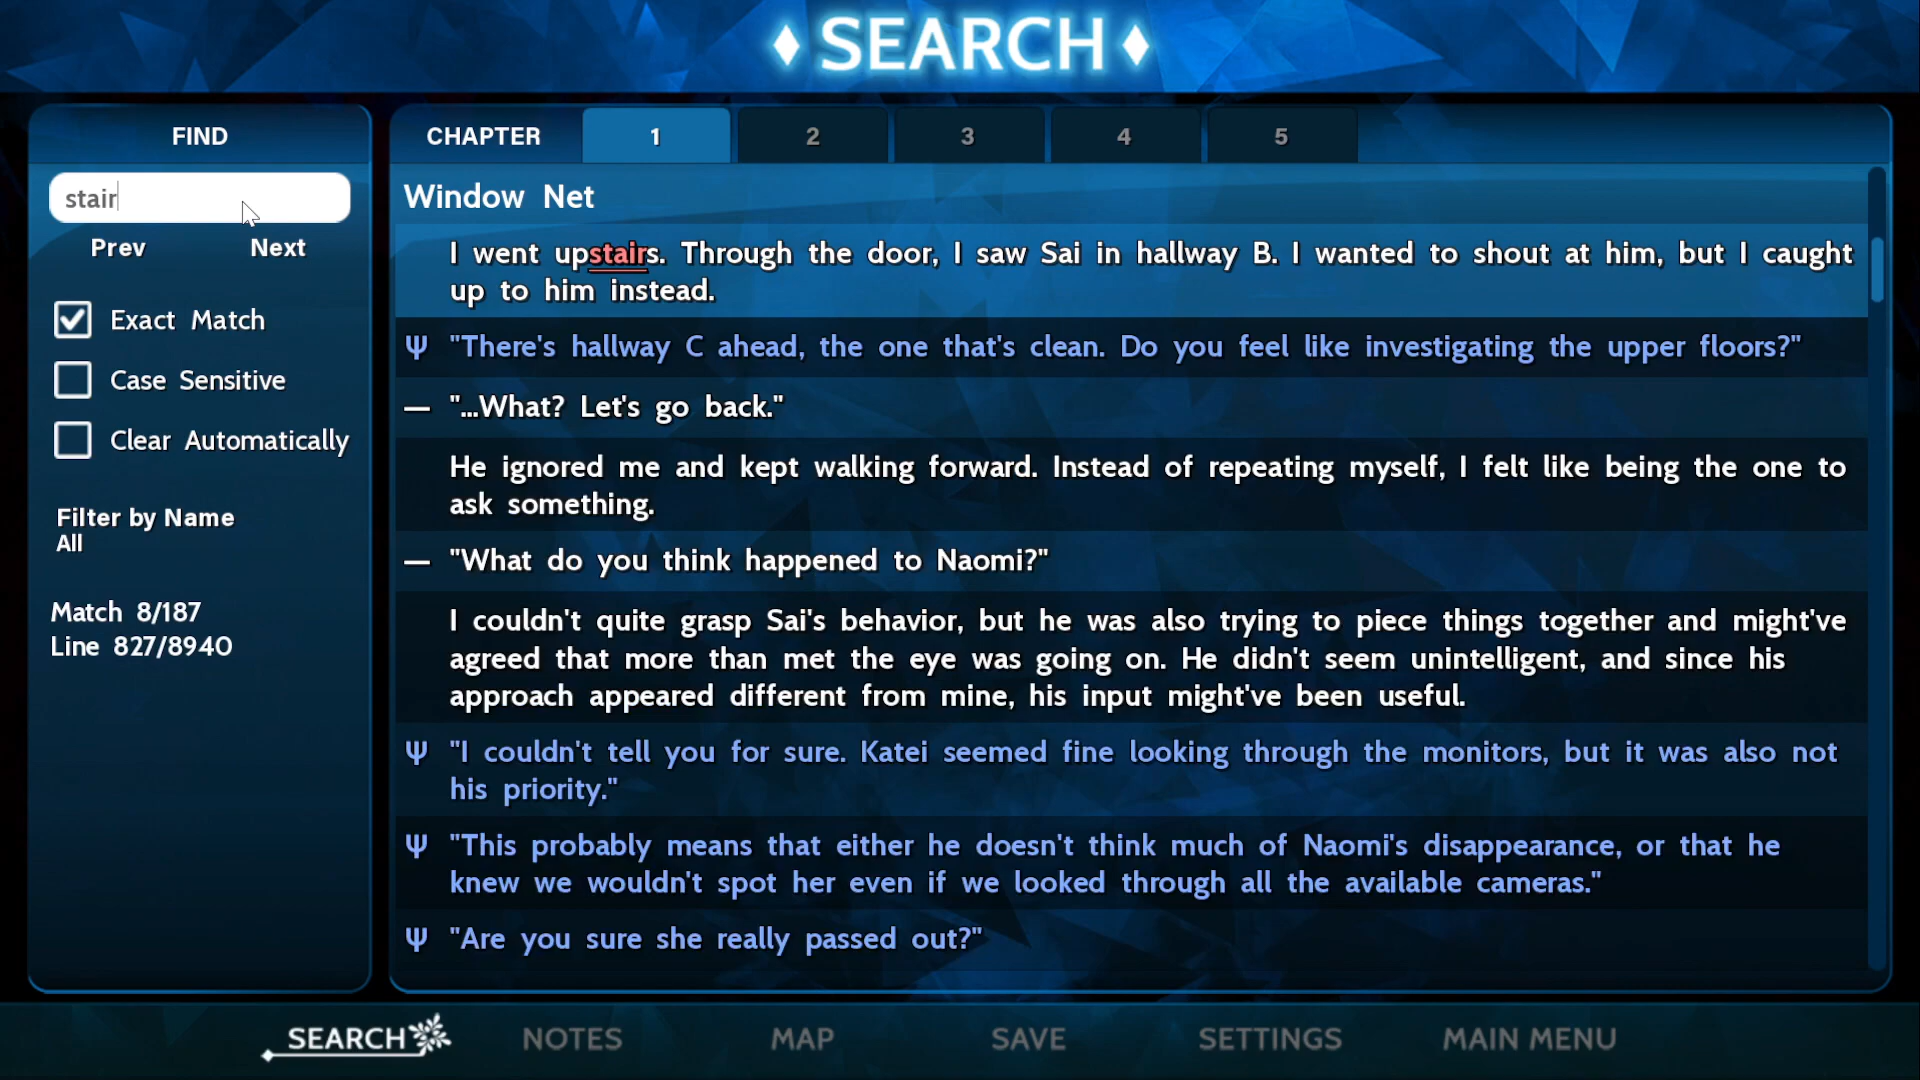 SEARCH
FIND
stair
Prev Next
Exact Match
Case Sensitive
Clear Automatically
Filter by Name
All
Match 8/187
Line 827/8940
CHAPTER 1 2 3 4 5
Window Net
I went upstairs. Through the door, I saw Sai in hallway B. I wanted to shout at him, but I caught
up to him instead.
Ψ "There's hallway C ahead, the one that's clean. Do you feel like investigating the upper floors?"
— "...What? Let's go back."
He ignored me and kept walking forward. Instead of repeating myself, I felt like being the one to
ask something.
— "What do you think happened to Naomi?"
I couldn't quite grasp Sai's behavior, but he was also trying to piece things together and might've
agreed that more than met the eye was going on. He didn't seem unintelligent, and since his
approach appeared different from mine, his input might've been useful.
Ψ "I couldn't tell you for sure. Katei seemed fine looking through the monitors, but it was also not
his priority."
Ψ "This probably means that either he doesn't think much of Naomi's disappearance, or that he
knew we wouldn't spot her even if we looked through all the available cameras."
Ψ "Are you sure she really passed out?"
SEARCH NOTES MAP SAVE SETTINGS MAIN MENU